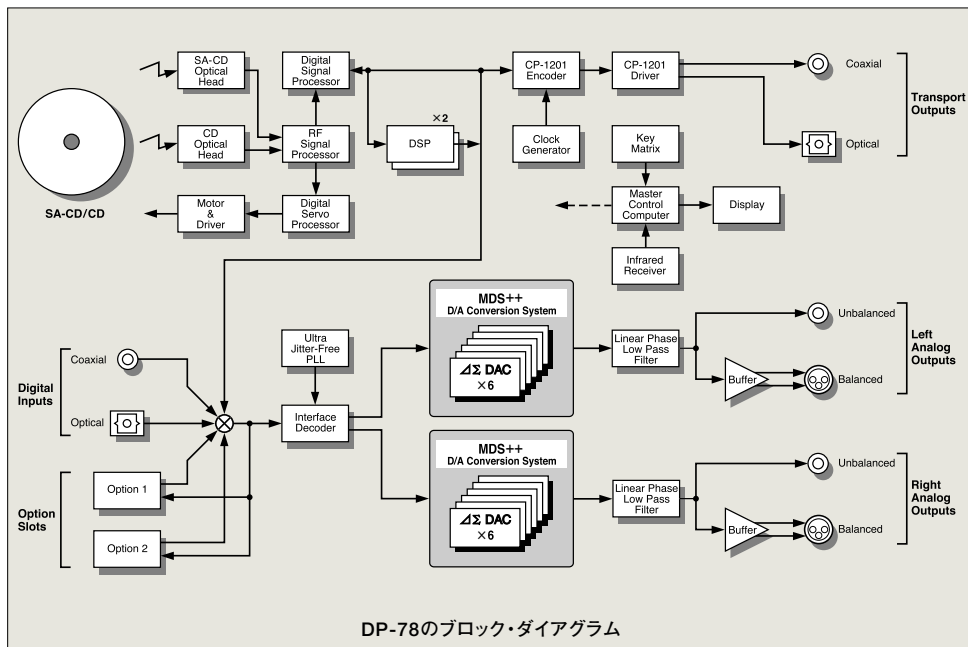 SA-CD
Optical
Head
Digital
Signal
Processor
CP-1201
Encoder
CP-1201
Driver
Coaxial
Transport
Outputs
×2
CD
Optical
Head
RF
Signal
Processor
DSP
Clock
Generator
Key
Matrix
Optical
SA-CD/CD
Motor
&
Driver
Digital
Servo
Processor
Master
Control
Computer
Display
Infrared
Receiver
MDS++
D/A Conversion System
⊿Σ DAC
×6
Ultra
Jitter-Free
PLL
Linear Phase
Low Pass
Filter
Unbalanced
Left
Analog
Outputs
Buffer
Balanced
Digital
Inputs
Coaxial
Optical
Interface
Decoder
MDS++
D/A Conversion System
⊿Σ DAC
×6
Linear Phase
Low Pass
Filter
Unbalanced
Right
Analog
Outputs
Buffer
Balanced
Option
Slots
Option 1
Option 2
DP-78のブロック・ダイアグラム